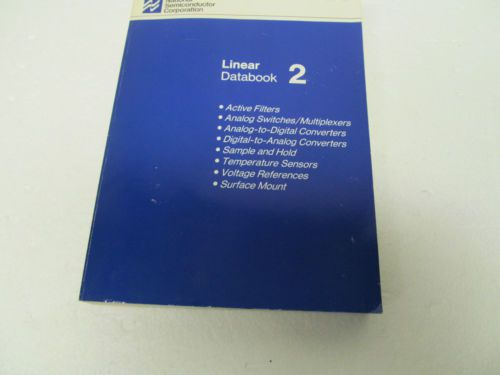 National
Semiconductor
Corporation
Linear
Databook 2
• Active Filters
• Analog Switches/Multiplexers
• Analog-to-Digital Converters
• Digital-to-Analog Converters
• Sample and Hold
• Temperature Sensors
• Voltage References
• Surface Mount